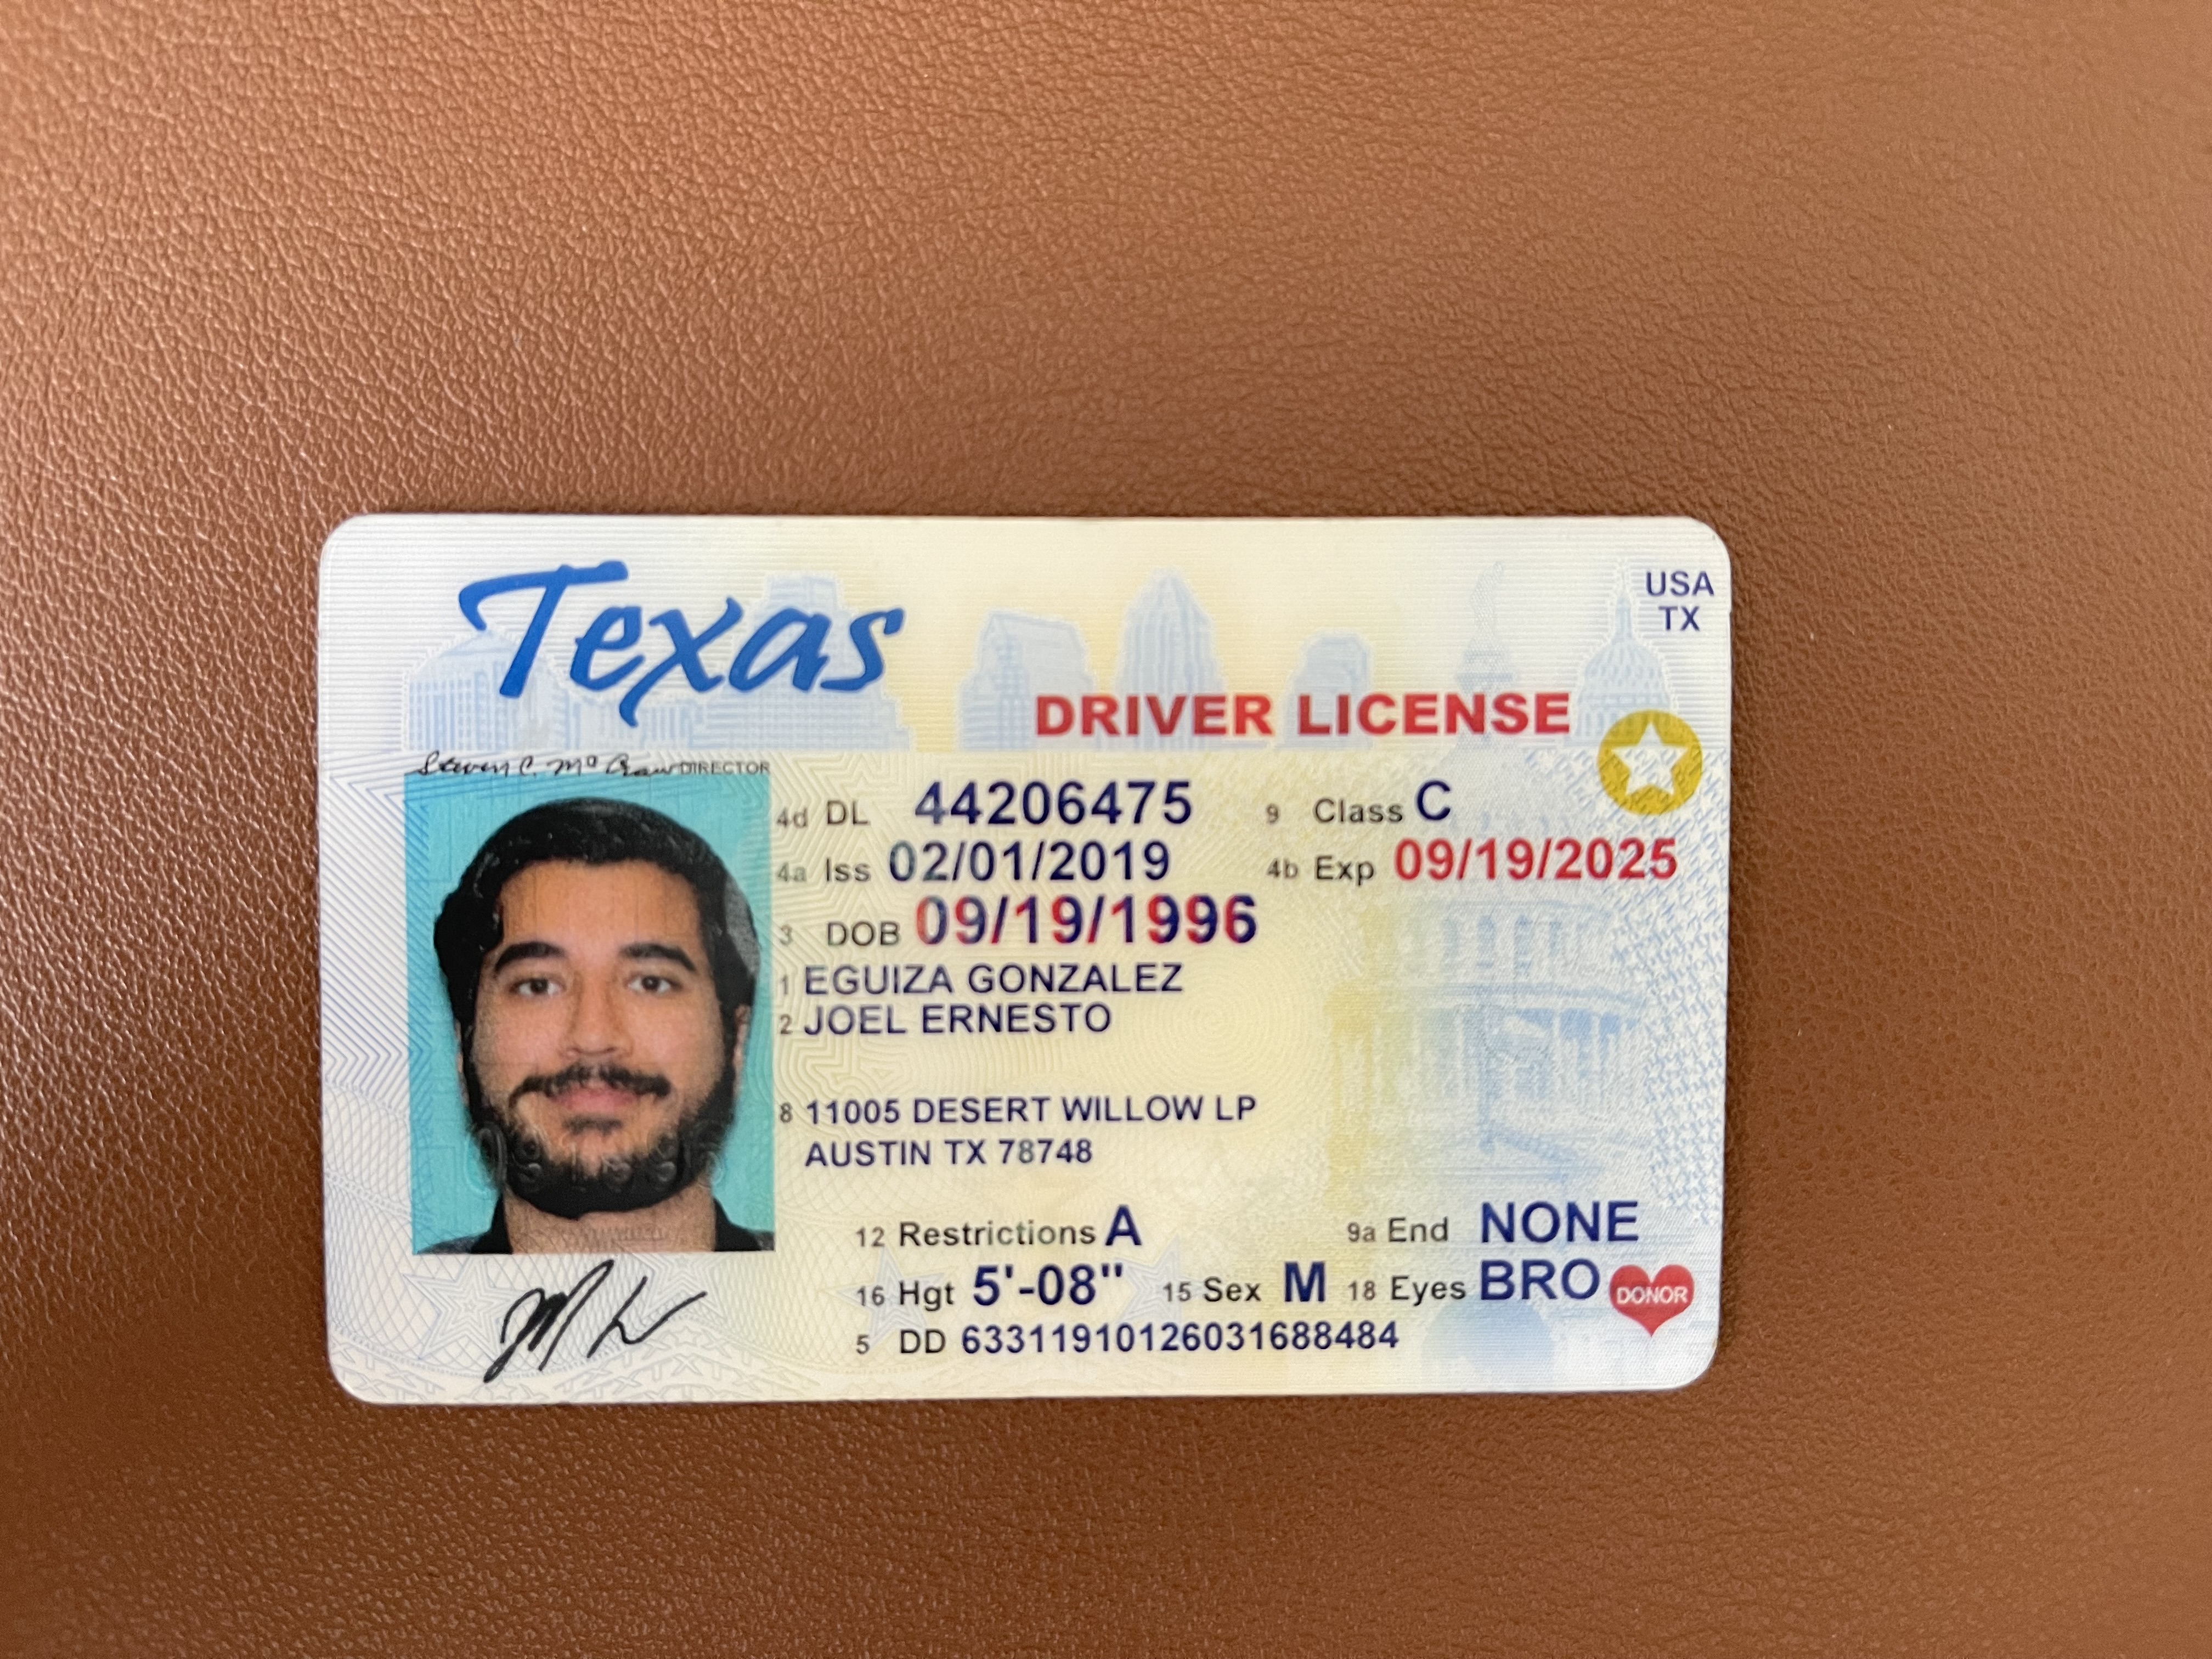 Texas
USA
TX
DRIVER LICENSE
DIRECTOR
4d DL 44206475 9 Class C
4a Iss 02/01/2019 4b Exp 09/19/2025
3 DOB 09/19/1996
1 EGUIZA GONZALEZ
2 JOEL ERNESTO
8 11005 DESERT WILLOW LP
AUSTIN TX 78748
12 Restrictions A 9a End NONE
16 Hgt 5'-08" 15 Sex M 18 Eyes BRO
5 DD 63311910126031688484
DONOR